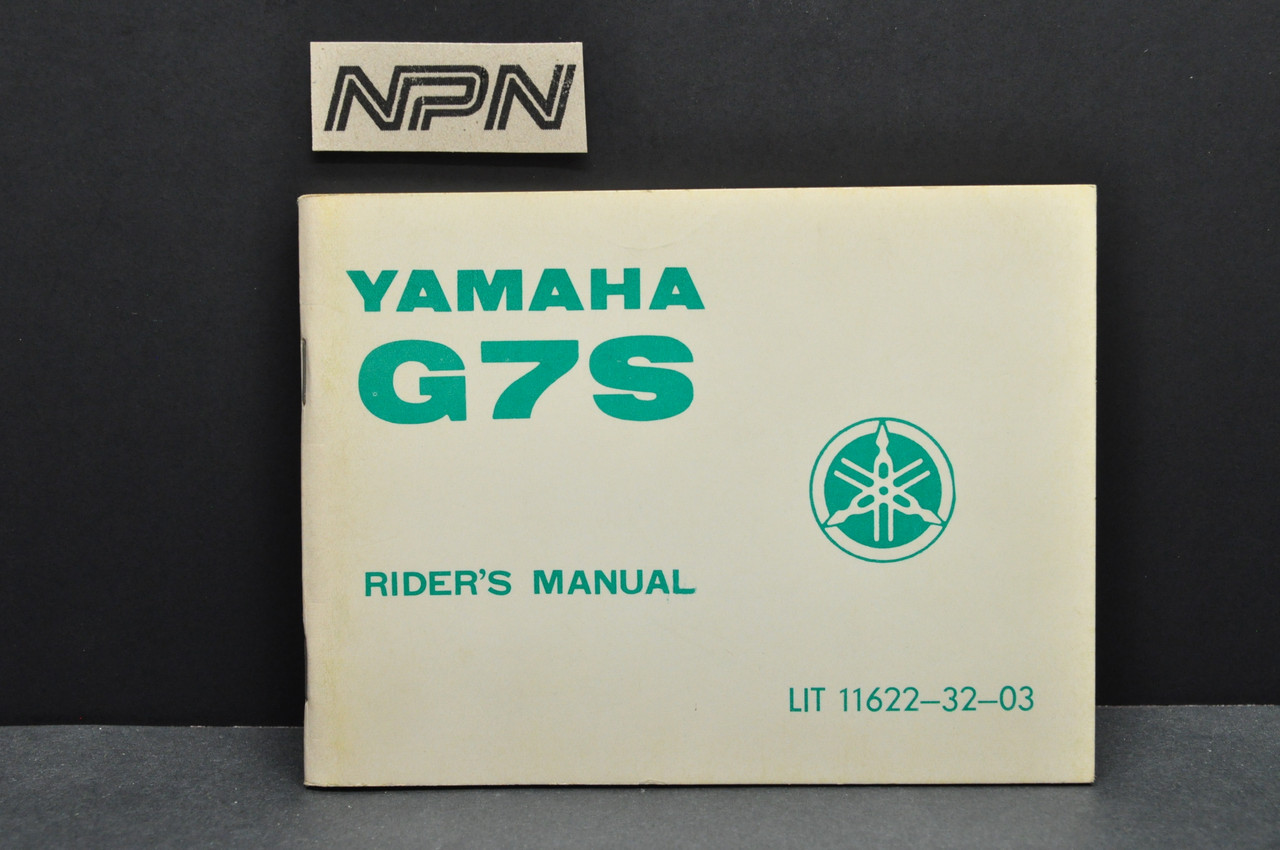 NPN
YAMAHA
G7S
RIDER'S MANUAL
LIT 11622–32–03